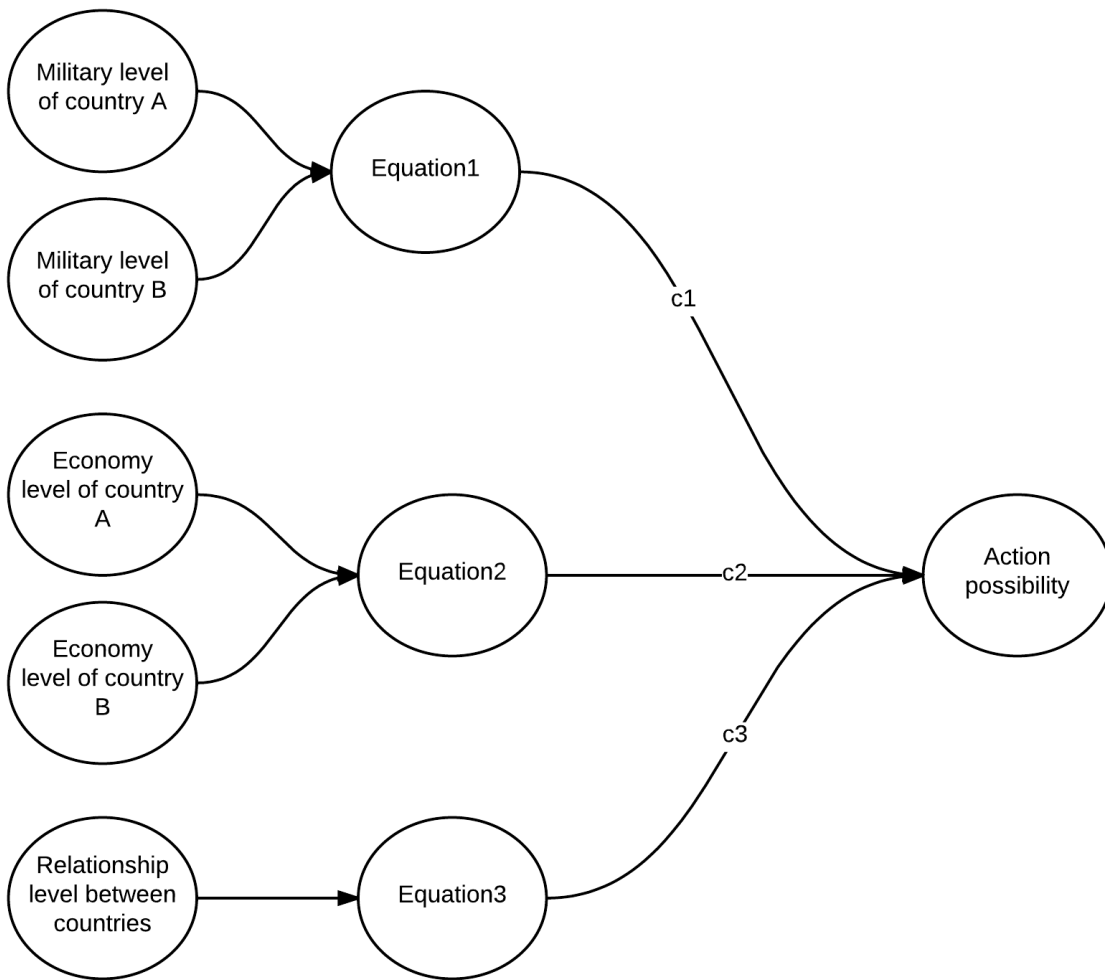 Military level
of country A
Equation1
Military level
of country B
c1
Economy
level of country
A
Equation2
c2
Action
possibility
Economy
level of country
B
c3
Relationship
level between
countries
Equation3